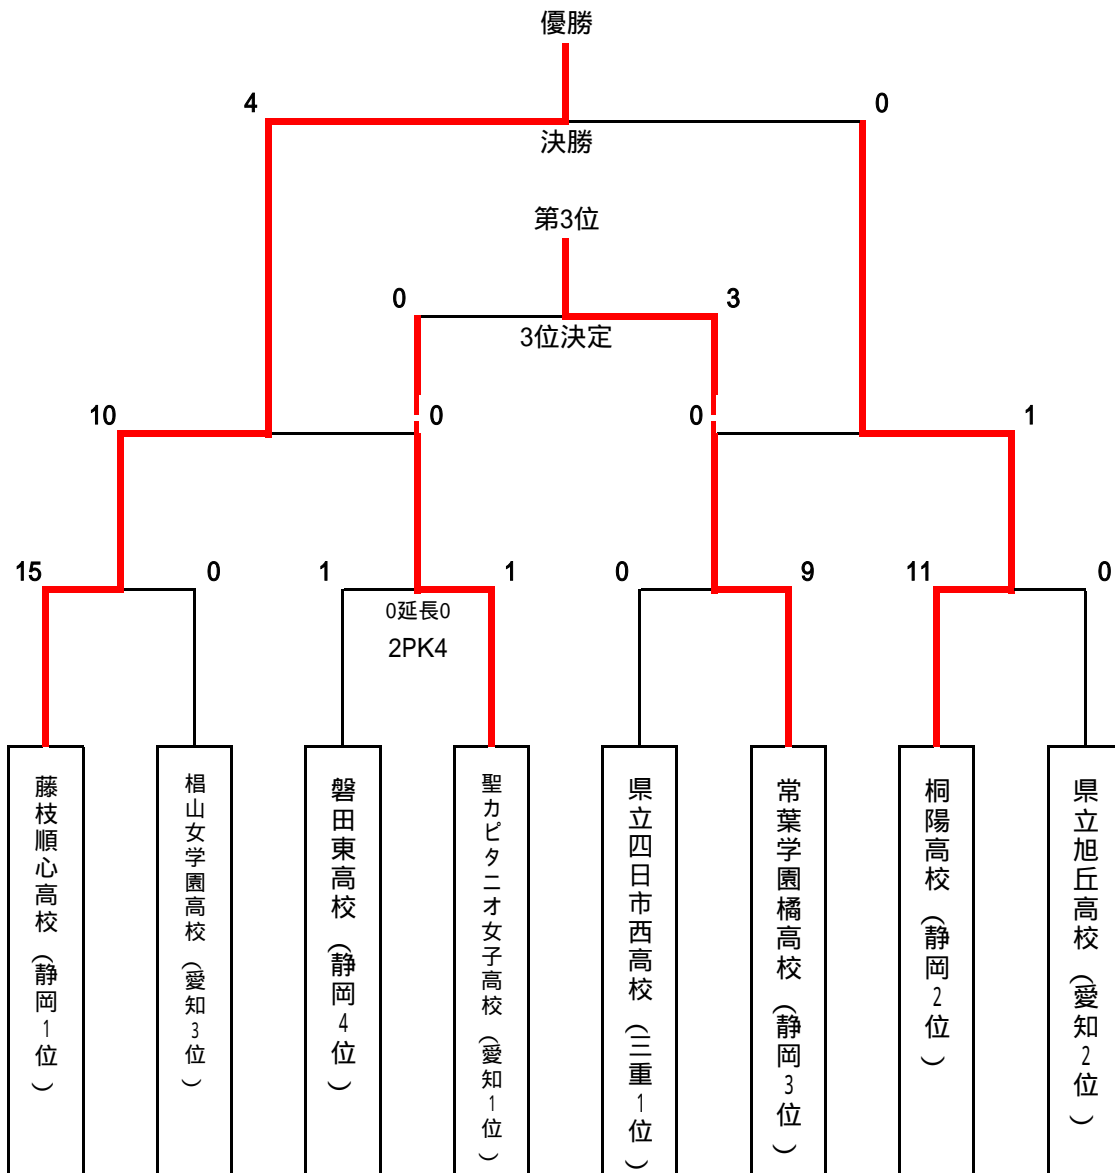 優勝
4
0
決勝
第3位
0
3
3位決定
10
0
0
1
15
0
1
1
0
9
11
0
0延長0
2PK4
藤枝順心高校（静岡1位）
椙山女学園高校（愛知3位）
磐田東高校（静岡4位）
聖カピタニオ女子高校（愛知1位）
県立四日市西高校（三重1位）
常葉学園橘高校（静岡3位）
桐陽高校（静岡2位）
県立旭丘高校（愛知2位）